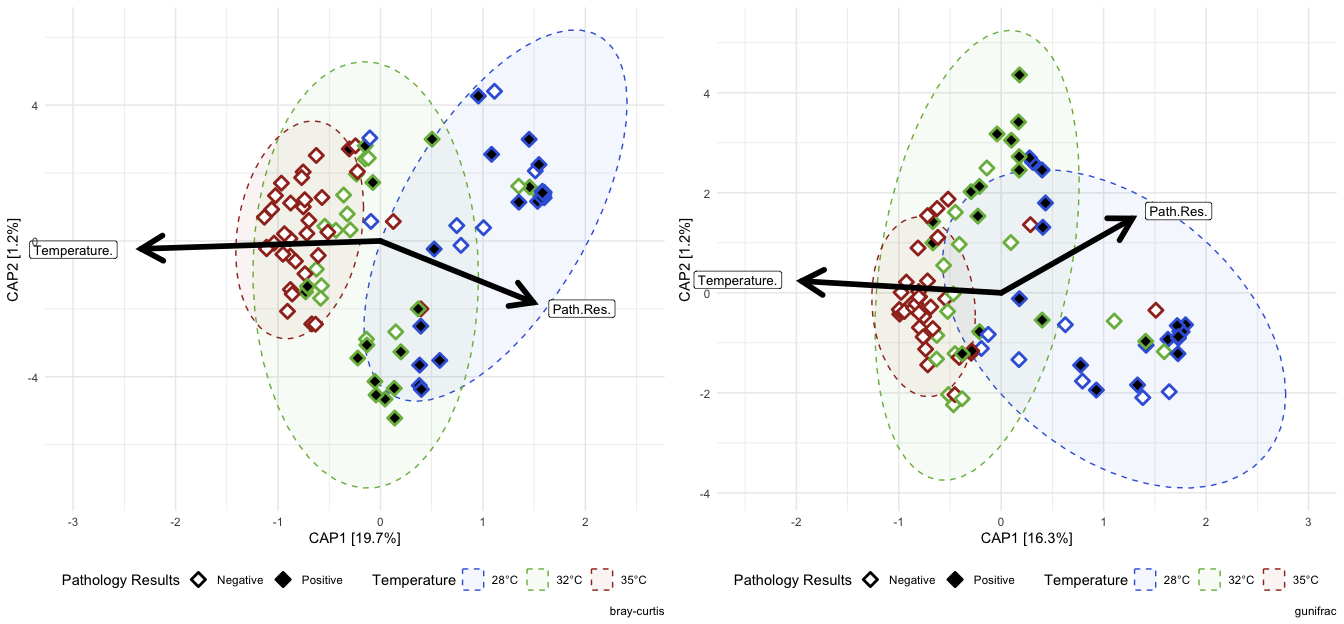 4
0
-4
CAP2 [1.2%]
Temperature.
Path.Res.
-3 -2 -1 0 1 2
CAP1 [19.7%]
Pathology Results Negative Positive Temperature 28°C 32°C 35°C
bray-curtis
4
2
0
-2
-4
CAP2 [1.2%]
Temperature.
Path.Res.
-2 -1 0 1 2 3
CAP1 [16.3%]
Pathology Results Negative Positive Temperature 28°C 32°C 35°C
gunifrac